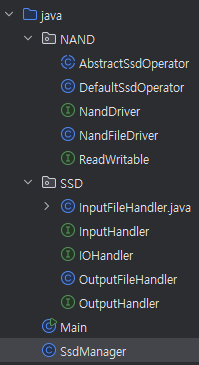 java
NAND
AbstractSsdOperator
DefaultSsdOperator
NandDriver
NandFileDriver
ReadWritable
SSD
InputFileHandler.java
InputHandler
IOHandler
OutputFileHandler
OutputHandler
Main
SsdManager